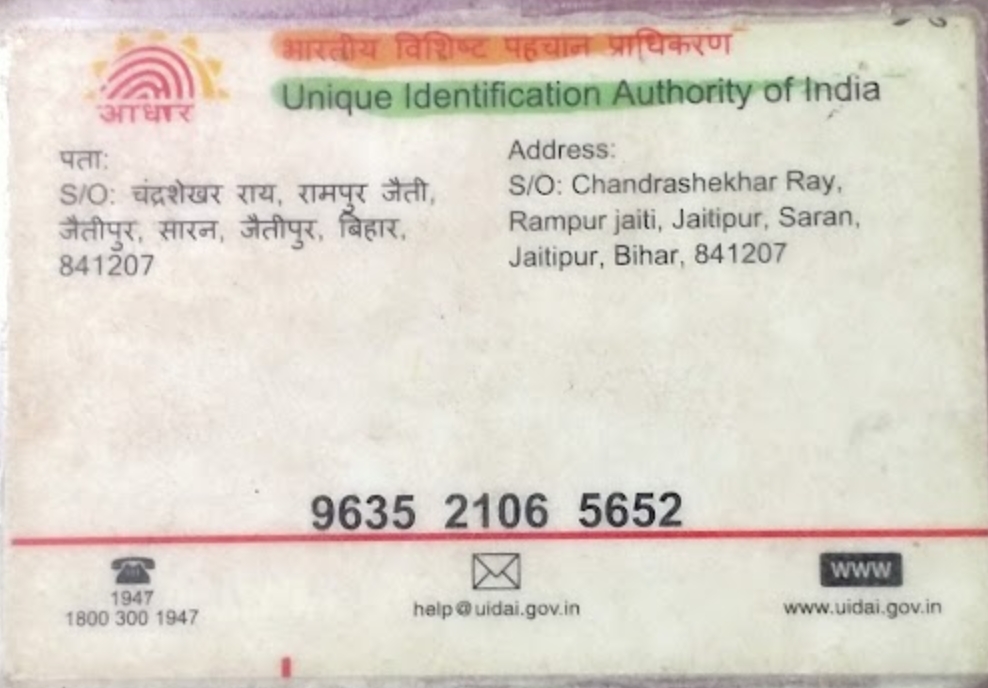 भारतीय विशिष्ट पहचान प्राधिकरण
Unique Identification Authority of India
आधार
पता:
S/O: चंद्रशेखर राय, रामपुर जैती,
जैतीपुर, सारन, जैतीपुर, बिहार,
841207
Address:
S/O: Chandrashekhar Ray,
Rampur jaiti, Jaitipur, Saran,
Jaitipur, Bihar, 841207
9635 2106 5652
1947
1800 300 1947
help@uidai.gov.in
www
www.uidai.gov.in